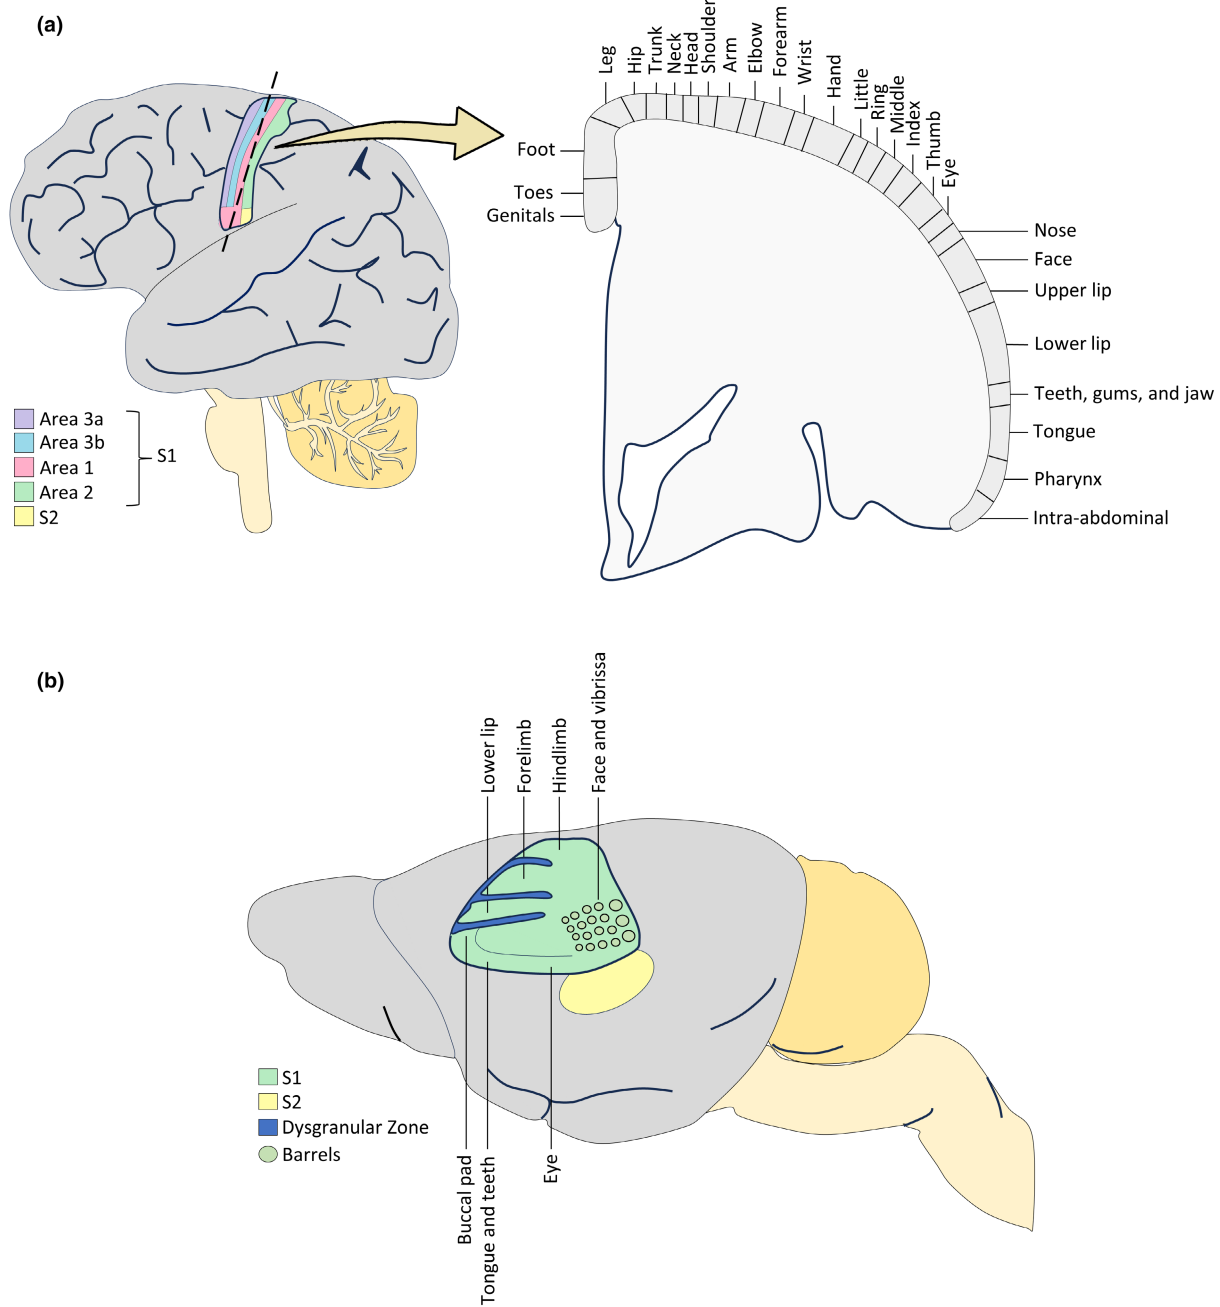 (a)
Leg
Hip
Trunk
Neck
Head
Shoulder
Arm
Elbow
Forearm
Wrist
Hand
Little
Ring
Middle
Index
Thumb
Eye
Foot
Toes
Genitals
Nose
Face
Upper lip
Lower lip
Teeth, gums, and jaw
Tongue
Pharynx
Intra-abdominal
Area 3a
Area 3b
Area 1
Area 2
S1
S2
(b)
Lower lip
Forelimb
Hindlimb
Face and vibrissa
S1
S2
Dysgranular Zone
Barrels
Buccal pad
Tongue and teeth
Eye